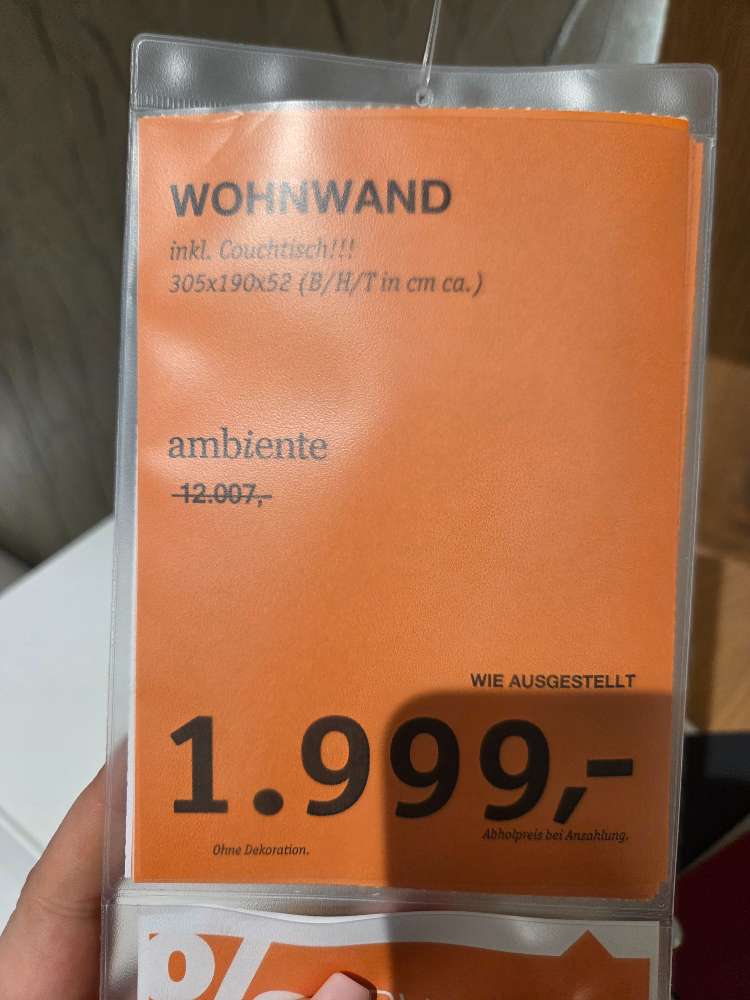 WOHNWAND
inkl. Couchtisch!!!
305x190x52 (B/H/T in cm ca.)
ambiente
12.007,-
WIE AUSGESTELLT
1.999,-
Abholpreis bei Anzahlung.
Ohne Dekoration.
%